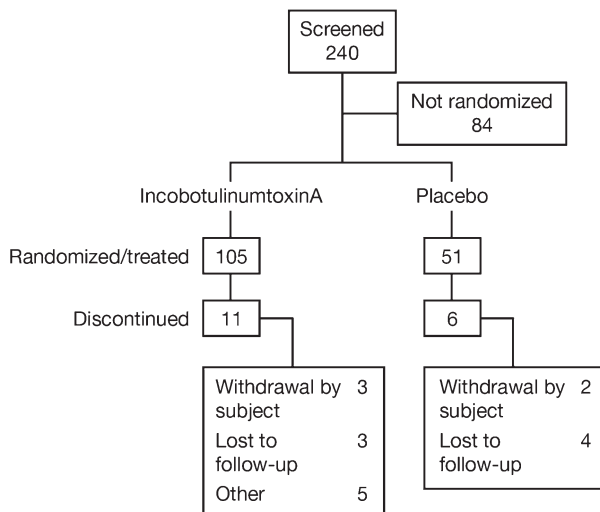 Screened
240
Not randomized
84
IncobotulinumtoxinA Placebo
Randomized/treated 105 51
Discontinued 11 6
Withdrawal by 3
subject
Lost to 3
follow-up
Other 5
Withdrawal by 2
subject
Lost to 4
follow-up